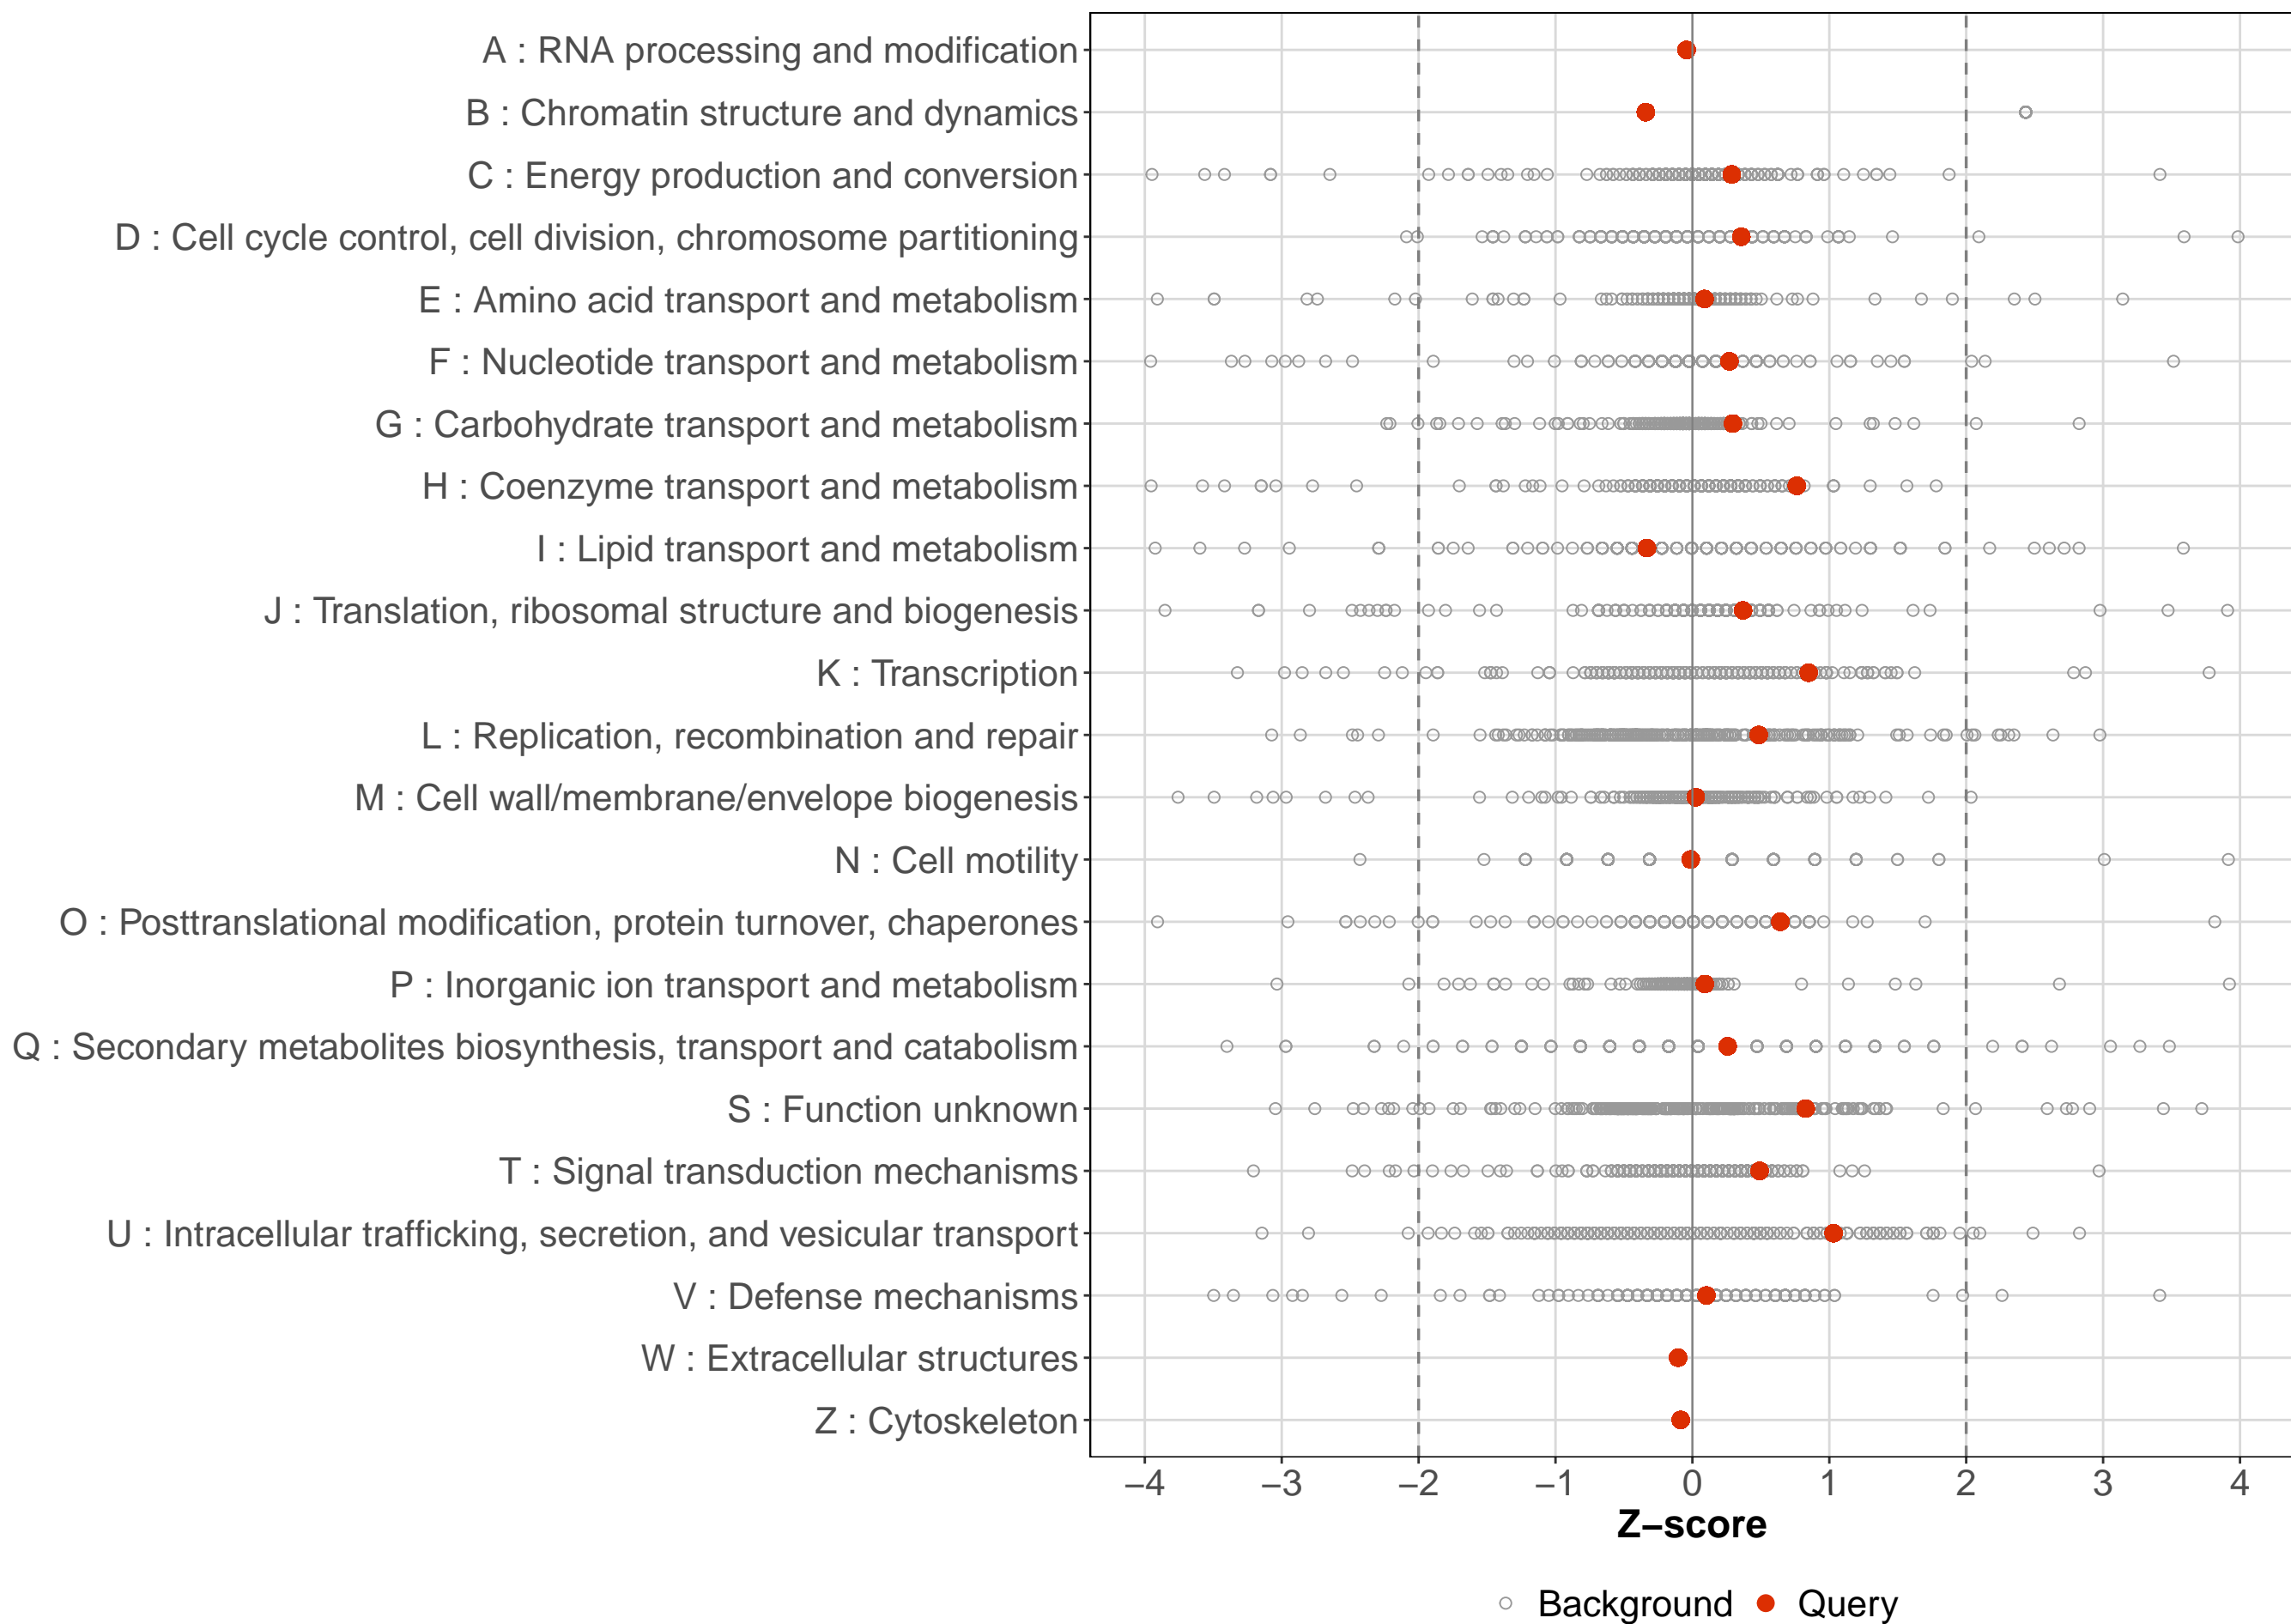 A : RNA processing and modification
B : Chromatin structure and dynamics
C : Energy production and conversion
D : Cell cycle control, cell division, chromosome partitioning
E : Amino acid transport and metabolism
F : Nucleotide transport and metabolism
G : Carbohydrate transport and metabolism
H : Coenzyme transport and metabolism
I : Lipid transport and metabolism
J : Translation, ribosomal structure and biogenesis
K : Transcription
L : Replication, recombination and repair
M : Cell wall/membrane/envelope biogenesis
N : Cell motility
O : Posttranslational modification, protein turnover, chaperones
P : Inorganic ion transport and metabolism
Q : Secondary metabolites biosynthesis, transport and catabolism
S : Function unknown
T : Signal transduction mechanisms
U : Intracellular trafficking, secretion, and vesicular transport
V : Defense mechanisms
W : Extracellular structures
Z : Cytoskeleton
−4 −3 −2 −1 0 1 2 3 4
Z−score
Background Query